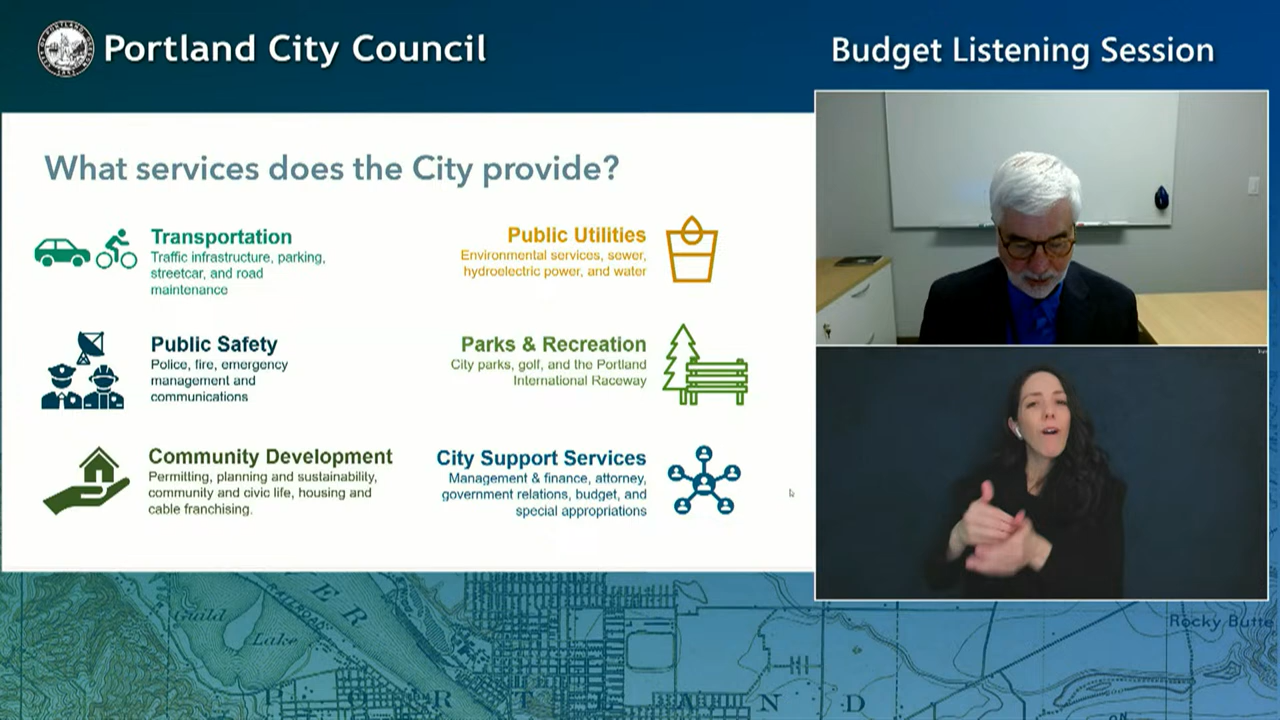 Portland City Council
Budget Listening Session
What services does the City provide?
Transportation
Traffic infrastructure, parking,
streetcar, and road
maintenance
Public Utilities
Environmental services, sewer,
hydroelectric power, and water
Public Safety
Police, fire, emergency
management and
communications
Parks & Recreation
City parks, golf, and the Portland
International Raceway
Community Development
Permitting, planning and sustainability,
community and civic life, housing and
cable franchising.
City Support Services
Management & finance, attorney,
government relations, budget, and
special appropriations
Guild
Lake
RAILROAD
Rocky Butte
P O R T L A N D